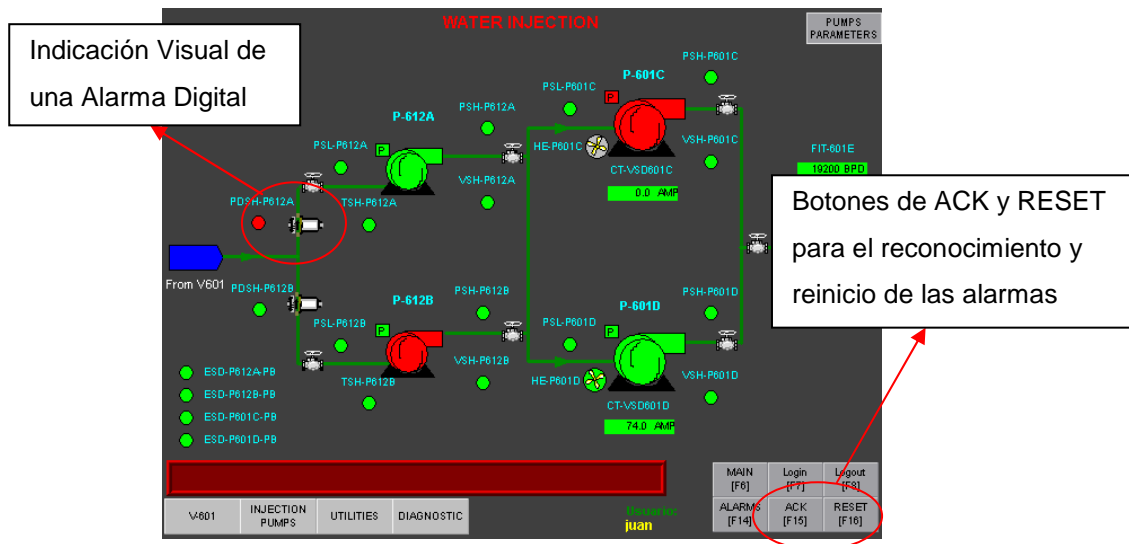 WATER INJECTION
PUMPS
PARAMETERS
Indicación Visual de
una Alarma Digital
PSH-P601C
P-601C
PSL-P601C
P
PSH-P612A
P-612A
HE-P601C
VSH-P601C
PSL-P612A
P
CT-VSD601C
0.0 AMP
FIT-601E
19200 BPD
VSH-P612A
PDSH-P612A
TSH-P612A
Botones de ACK y RESET
para el reconocimiento y
reinicio de las alarmas
From V601
PDSH-P612B
PSH-P612B
P-612B
PSH-P601D
P-601D
PSL-P612B
P
PSL-P601D
P
VSH-P612B
TSH-P612B
HE-P601D
VSH-P601D
CT-VSD601D
74.0 AMP
ESD-P612A-PB
ESD-P612B-PB
ESD-P601C-PB
ESD-P601D-PB
MAIN
[F6]
Login
[F7]
Logout
[F8]
V-601
INJECTION
PUMPS
UTILITIES
DIAGNOSTIC
Usuario:
juan
ALARMS
[F14]
ACK
[F15]
RESET
[F16]